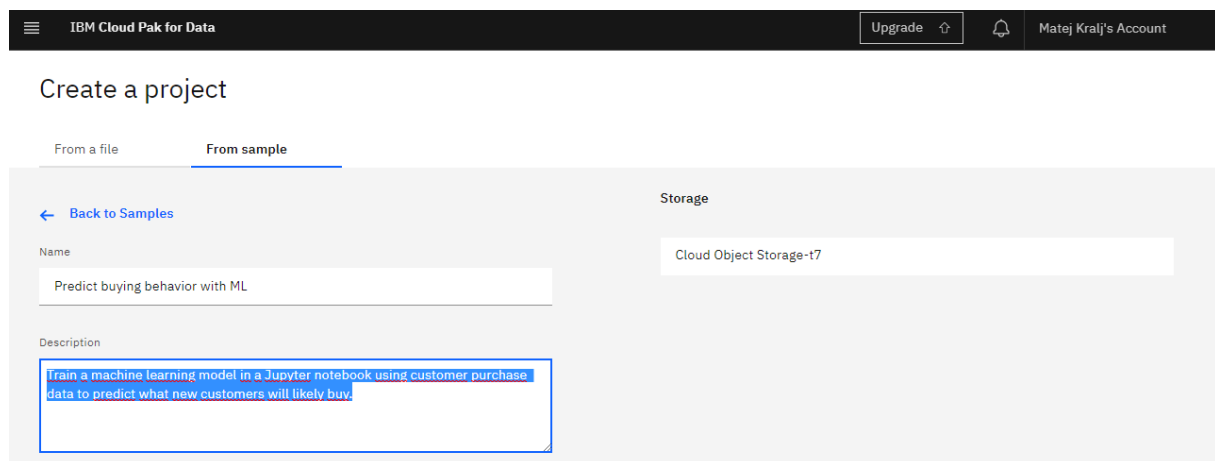 IBM Cloud Pak for Data
Upgrade
Matej Kralj's Account
Create a project
From a file
From sample
Back to Samples
Storage
Name
Cloud Object Storage-t7
Predict buying behavior with ML
Description
Train a machine learning model in a Jupyter notebook using customer purchase
data to predict what new customers will likely buy.